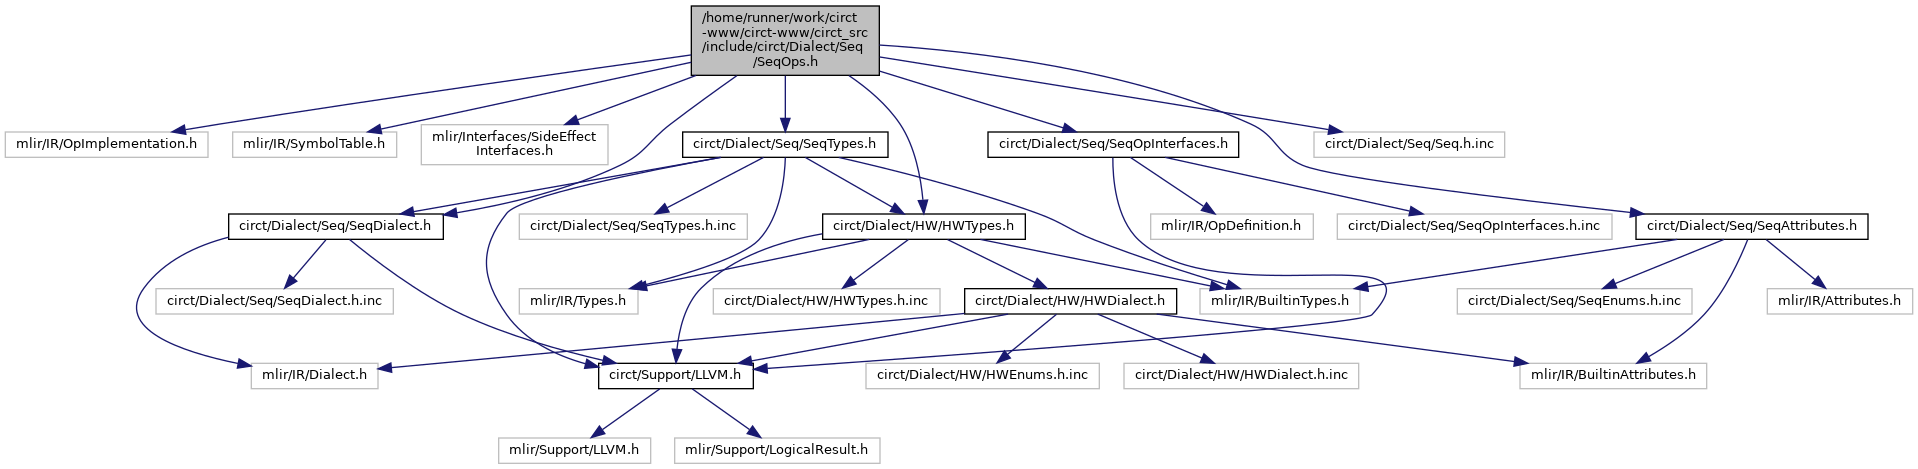 /home/runner/work/circt
-www/circt-www/circt_src
/include/circt/Dialect/Seq
/SeqOps.h
mlir/IR/OpImplementation.h
mlir/IR/SymbolTable.h
mlir/Interfaces/SideEffect
Interfaces.h
circt/Dialect/Seq/SeqTypes.h
circt/Dialect/Seq/SeqOpInterfaces.h
circt/Dialect/Seq/Seq.h.inc
circt/Dialect/Seq/SeqDialect.h
circt/Dialect/Seq/SeqTypes.h.inc
circt/Dialect/HW/HWTypes.h
mlir/IR/OpDefinition.h
circt/Dialect/Seq/SeqOpInterfaces.h.inc
circt/Dialect/Seq/SeqAttributes.h
circt/Dialect/Seq/SeqDialect.h.inc
mlir/IR/Types.h
circt/Dialect/HW/HWTypes.h.inc
circt/Dialect/HW/HWDialect.h
mlir/IR/BuiltinTypes.h
circt/Dialect/Seq/SeqEnums.h.inc
mlir/IR/Attributes.h
mlir/IR/Dialect.h
circt/Support/LLVM.h
circt/Dialect/HW/HWEnums.h.inc
circt/Dialect/HW/HWDialect.h.inc
mlir/IR/BuiltinAttributes.h
mlir/Support/LLVM.h
mlir/Support/LogicalResult.h